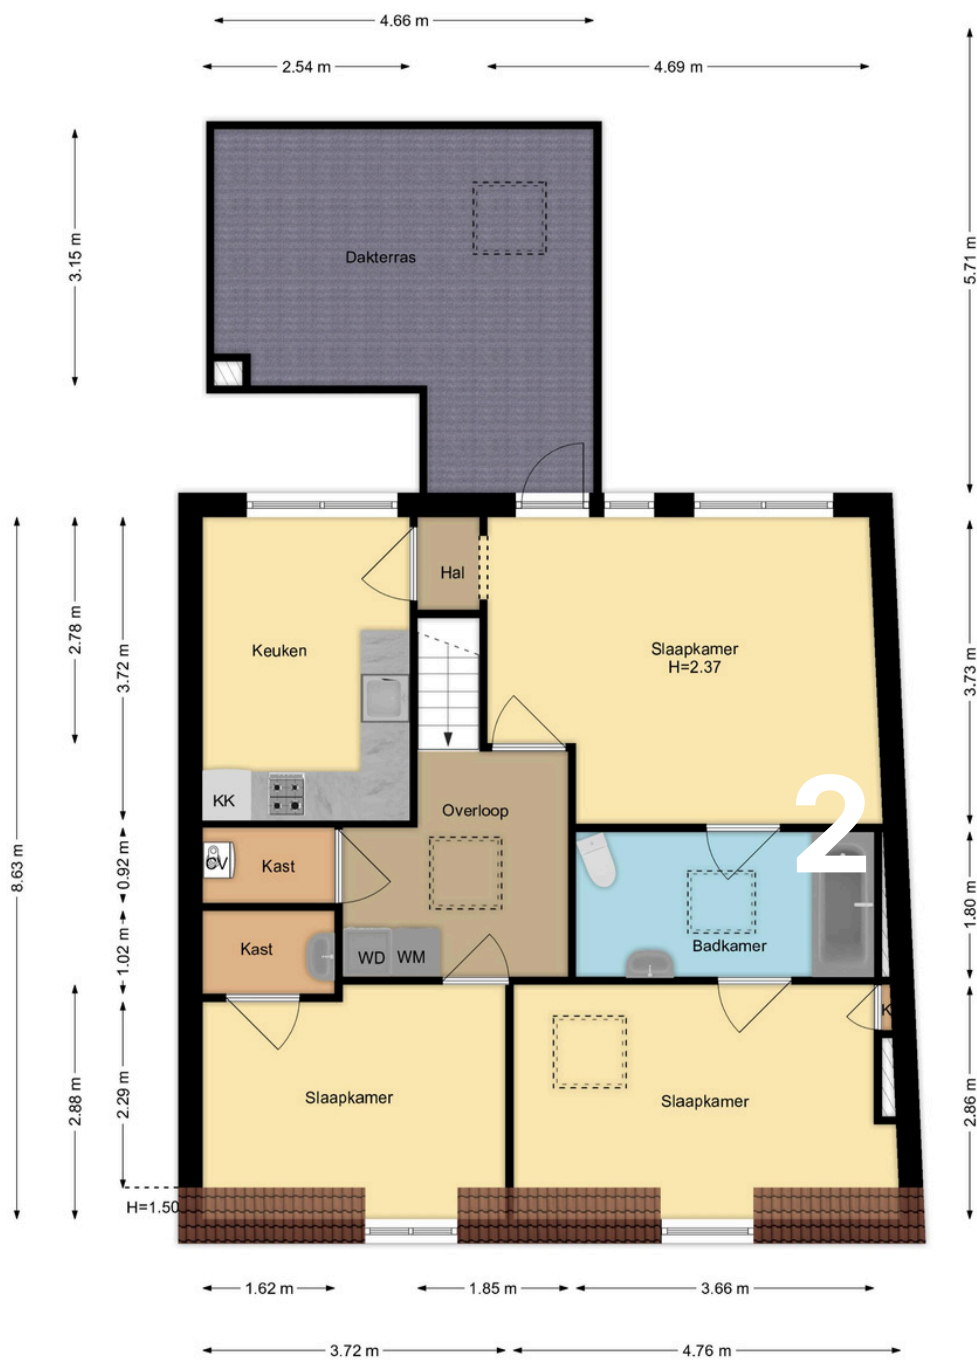 4.66 m
2.54 m
4.69 m
3.15 m
5.71 m
Dakterras
Hal
Keuken
Slaapkamer
H=2.37
2.78 m
3.72 m
3.73 m
8.63 m
KK
Overloop
2
CV
Kast
0.92 m
Kast
1.02 m
WD
WM
Badkamer
1.80 m
K
Slaapkamer
Slaapkamer
2.88 m
2.29 m
2.86 m
H=1.50
1.62 m
1.85 m
3.66 m
3.72 m
4.76 m